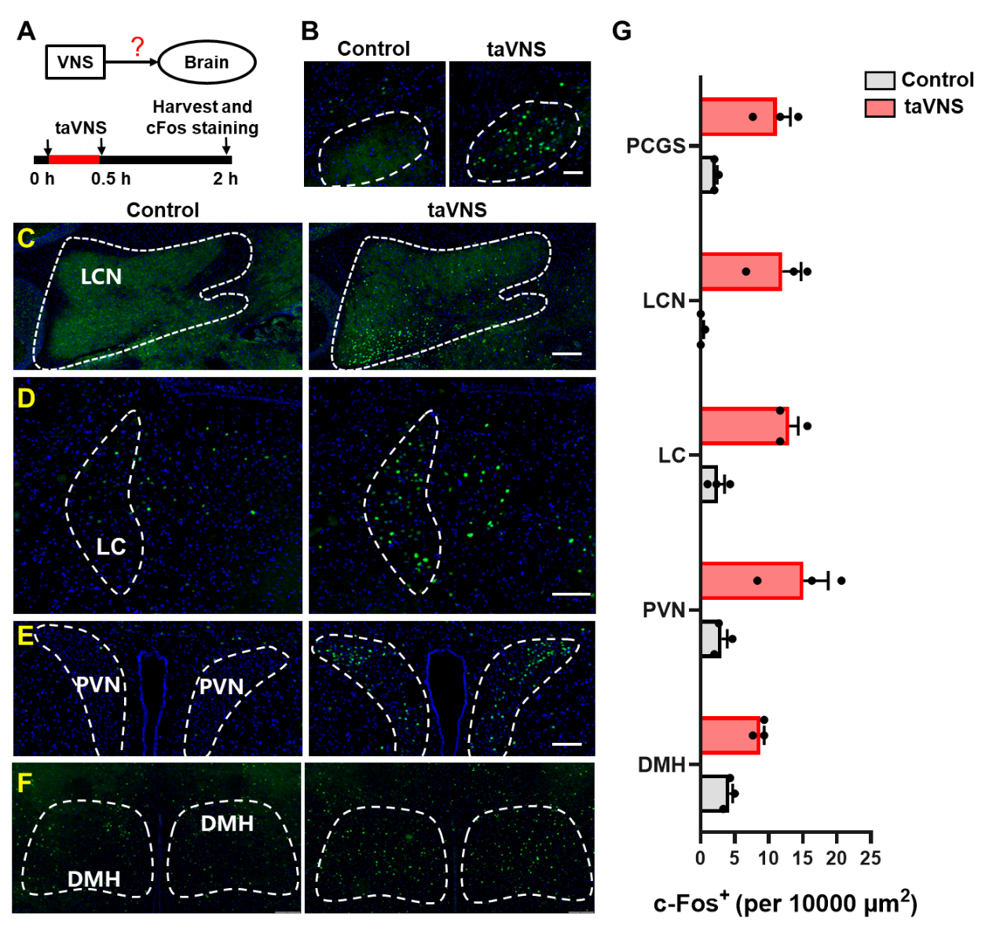 A
VNS
?
Brain
Harvest and
cFos staining
taVNS
0 h
0.5 h
2 h
B
Control
taVNS
Control
taVNS
C
LCN
D
LC
E
PVN
PVN
F
DMH
DMH
G
Control
taVNS
PCGS
LCN
LC
PVN
DMH
0 5 10 15 20 25
c-Fos⁺ (per 10000 µm²)